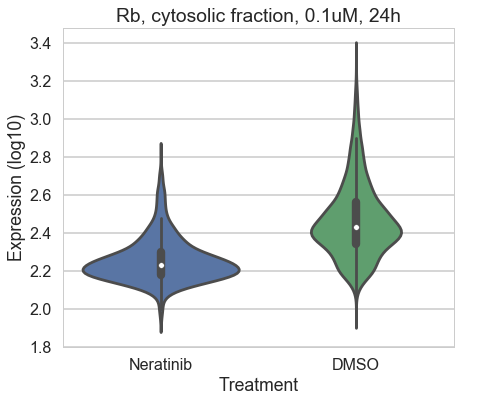 Rb, cytosolic fraction, 0.1uM, 24h
Expression (log10)
3.4
3.2
3.0
2.8
2.6
2.4
2.2
2.0
1.8
Neratinib DMSO
Treatment